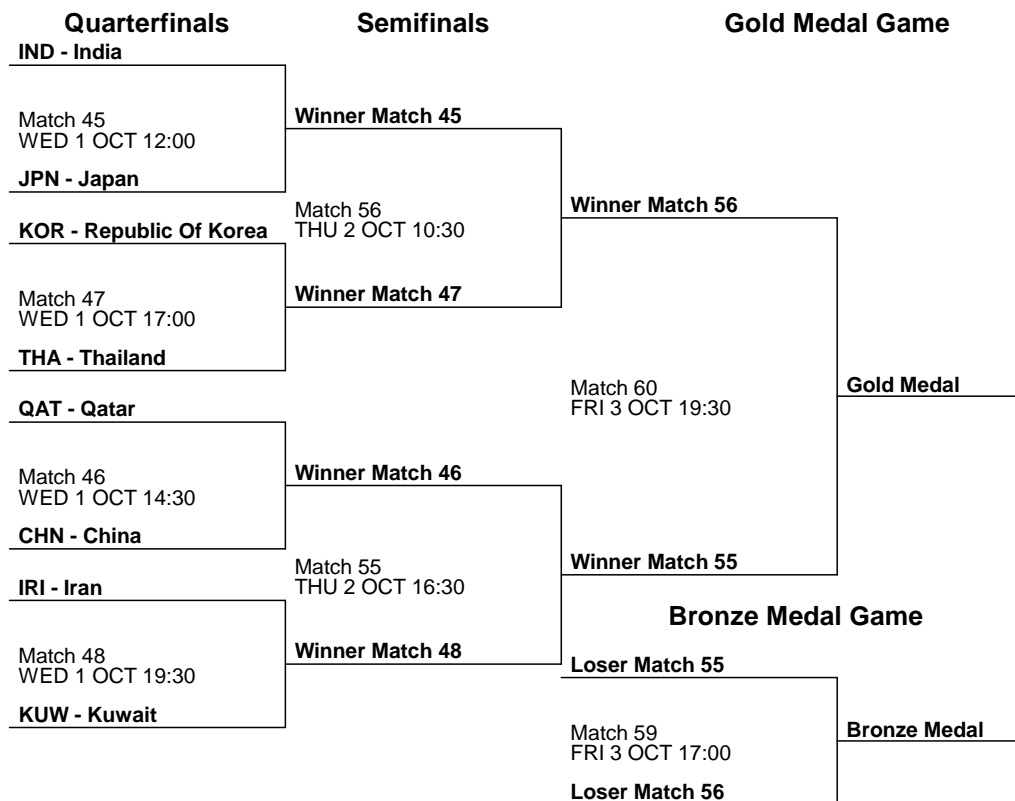 Quarterfinals
Semifinals
Gold Medal Game
IND - India
Match 45
WED 1 OCT 12:00
JPN - Japan
KOR - Republic Of Korea
Match 47
WED 1 OCT 17:00
THA - Thailand
QAT - Qatar
Match 46
WED 1 OCT 14:30
CHN - China
IRI - Iran
Match 48
WED 1 OCT 19:30
KUW - Kuwait
Winner Match 45
Match 56
THU 2 OCT 10:30
Winner Match 47
Winner Match 46
Match 55
THU 2 OCT 16:30
Winner Match 48
Winner Match 56
Match 60
FRI 3 OCT 19:30
Winner Match 55
Gold Medal
Bronze Medal Game
Loser Match 55
Match 59
FRI 3 OCT 17:00
Loser Match 56
Bronze Medal